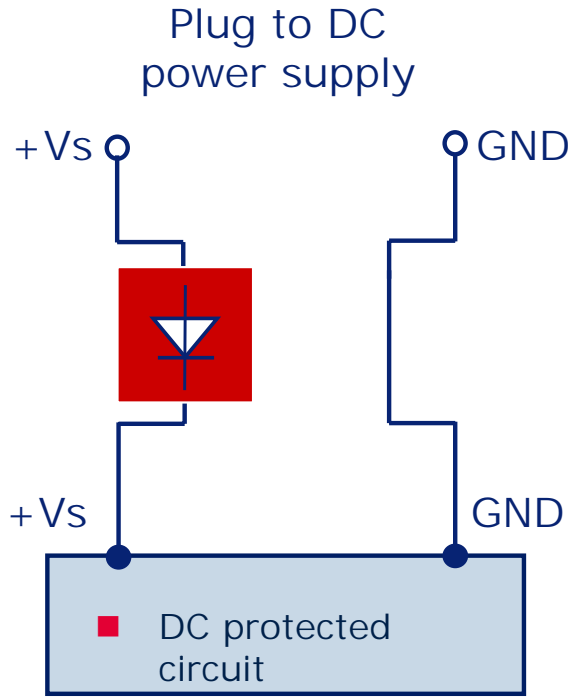 Plug to DC
power supply
+Vs
GND
+Vs
GND
DC protected
circuit